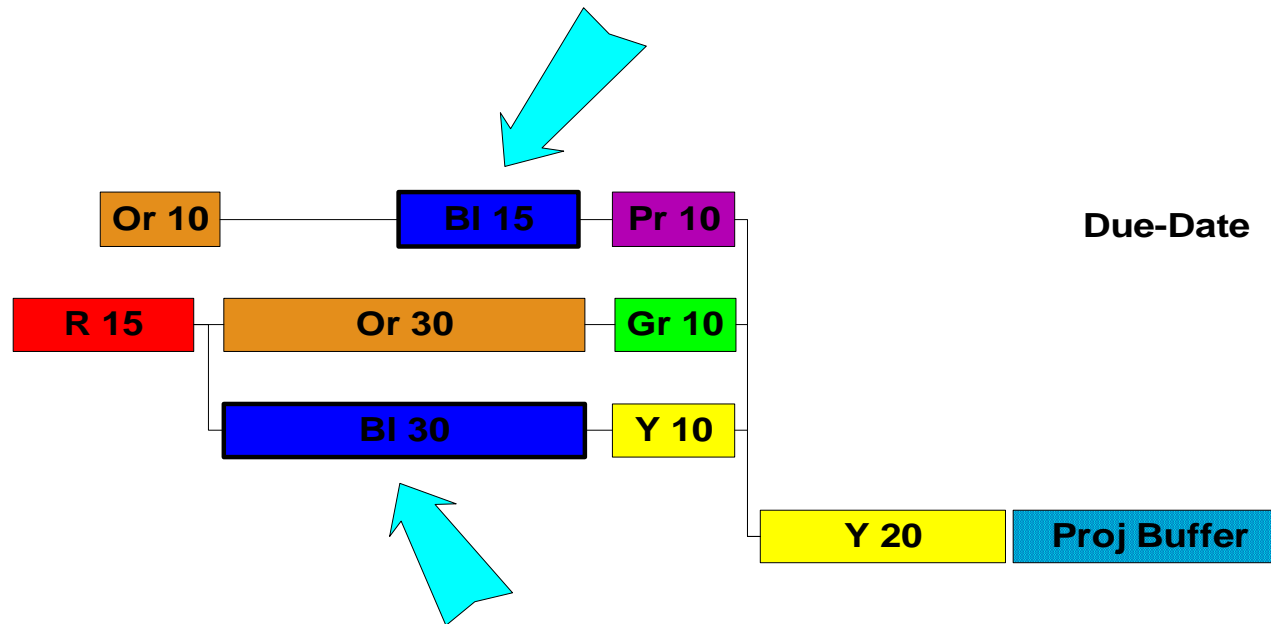 Or 10
Bl 15
Pr 10
Due-Date
R 15
Or 30
Gr 10
Bl 30
Y 10
Y 20
Proj Buffer